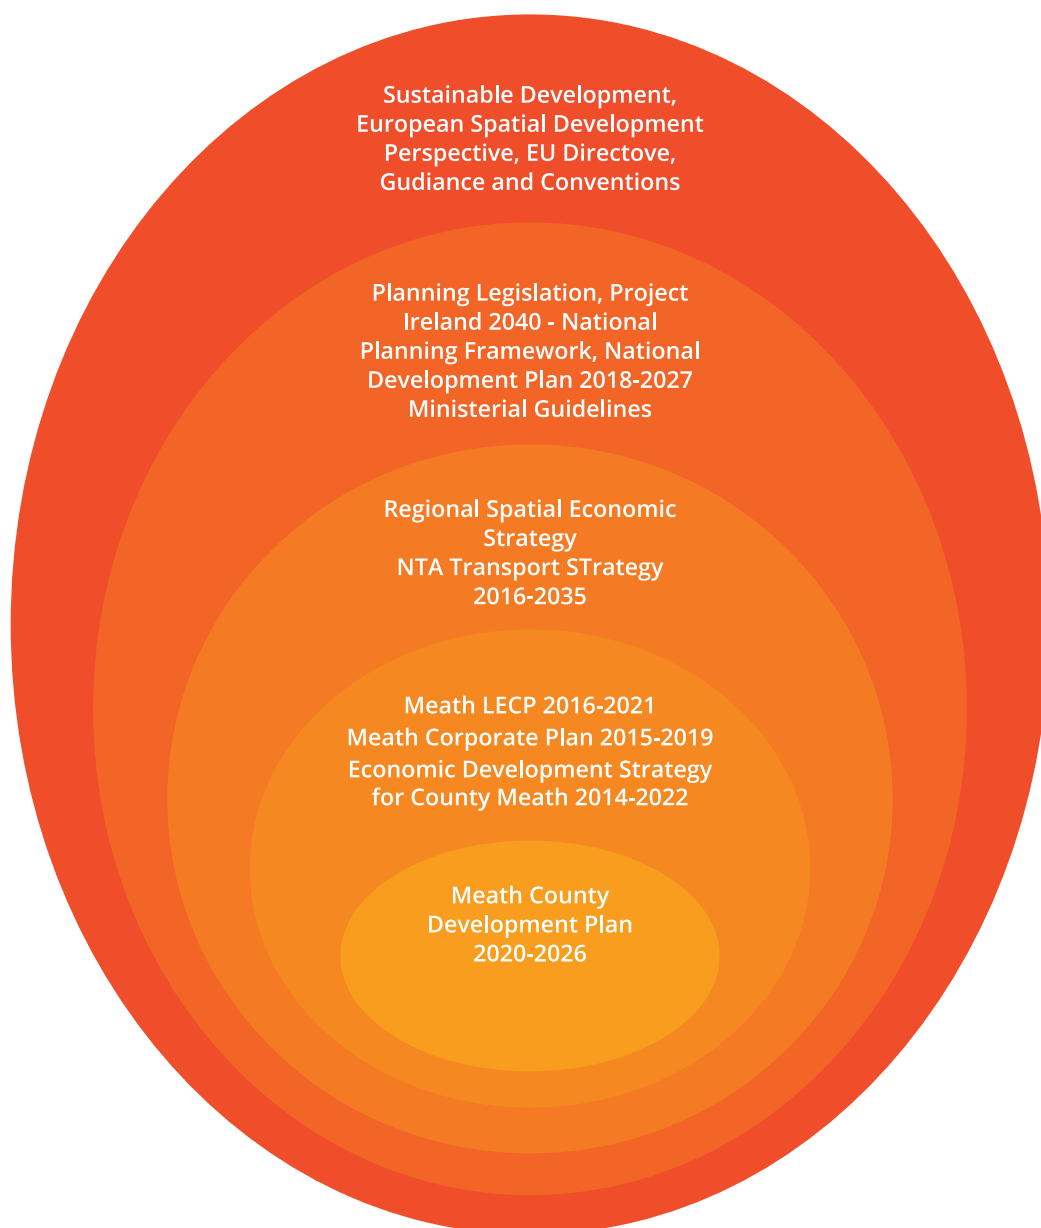 Sustainable Development,
European Spatial Development
Perspective, EU Directove,
Gudiance and Conventions
Planning Legislation, Project
Ireland 2040 - National
Planning Framework, National
Development Plan 2018-2027
Ministerial Guidelines
Regional Spatial Economic
Strategy
NTA Transport STrategy
2016-2035
Meath LECP 2016-2021
Meath Corporate Plan 2015-2019
Economic Development Strategy
for County Meath 2014-2022
Meath County
Development Plan
2020-2026